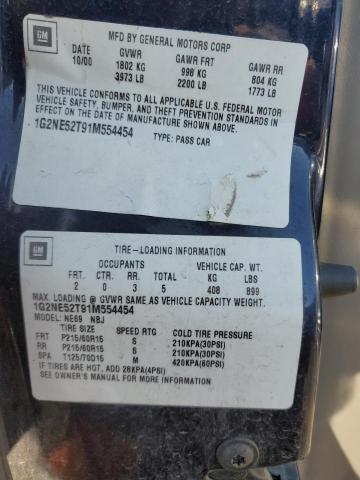 GM
MFD BY GENERAL MOTORS CORP
DATE GVWR GAWR FRT GAWR RR
10/00 1802 KG 998 KG 804 KG
3973 LB 2200 LB 1773 LB
THIS VEHICLE CONFORMS TO ALL APPLICABLE U.S. FEDERAL MOTOR
VEHICLE SAFETY, BUMPER, AND THEFT PREVENTION STANDARDS IN
EFFECT ON THE DATE OF MANUFACTURE SHOWN ABOVE.
1G2NE52T91M554454
TYPE: PASS CAR
GM
TIRE-LOADING INFORMATION
OCCUPANTS VEHICLE CAP. WT.
FRT. CTR. RR. TOTAL KG LBS
2 0 3 5 408 899
MAX. LOADING @ GVWR SAME AS VEHICLE CAPACITY WEIGHT.
1G2NE52T91M554454
MODEL: NE69 NBJ
TIRE SIZE SPEED RTG COLD TIRE PRESSURE
FRT P215/60R15 S 210KPA(30PSI)
RR P215/60R15 S 210KPA(30PSI)
SPA T125/70D15 M 420KPA(60PSI)
IF TIRES ARE HOT, ADD 28KPA(4PSI)
SEE OWNER'S MANUAL FOR MORE INFORMATION